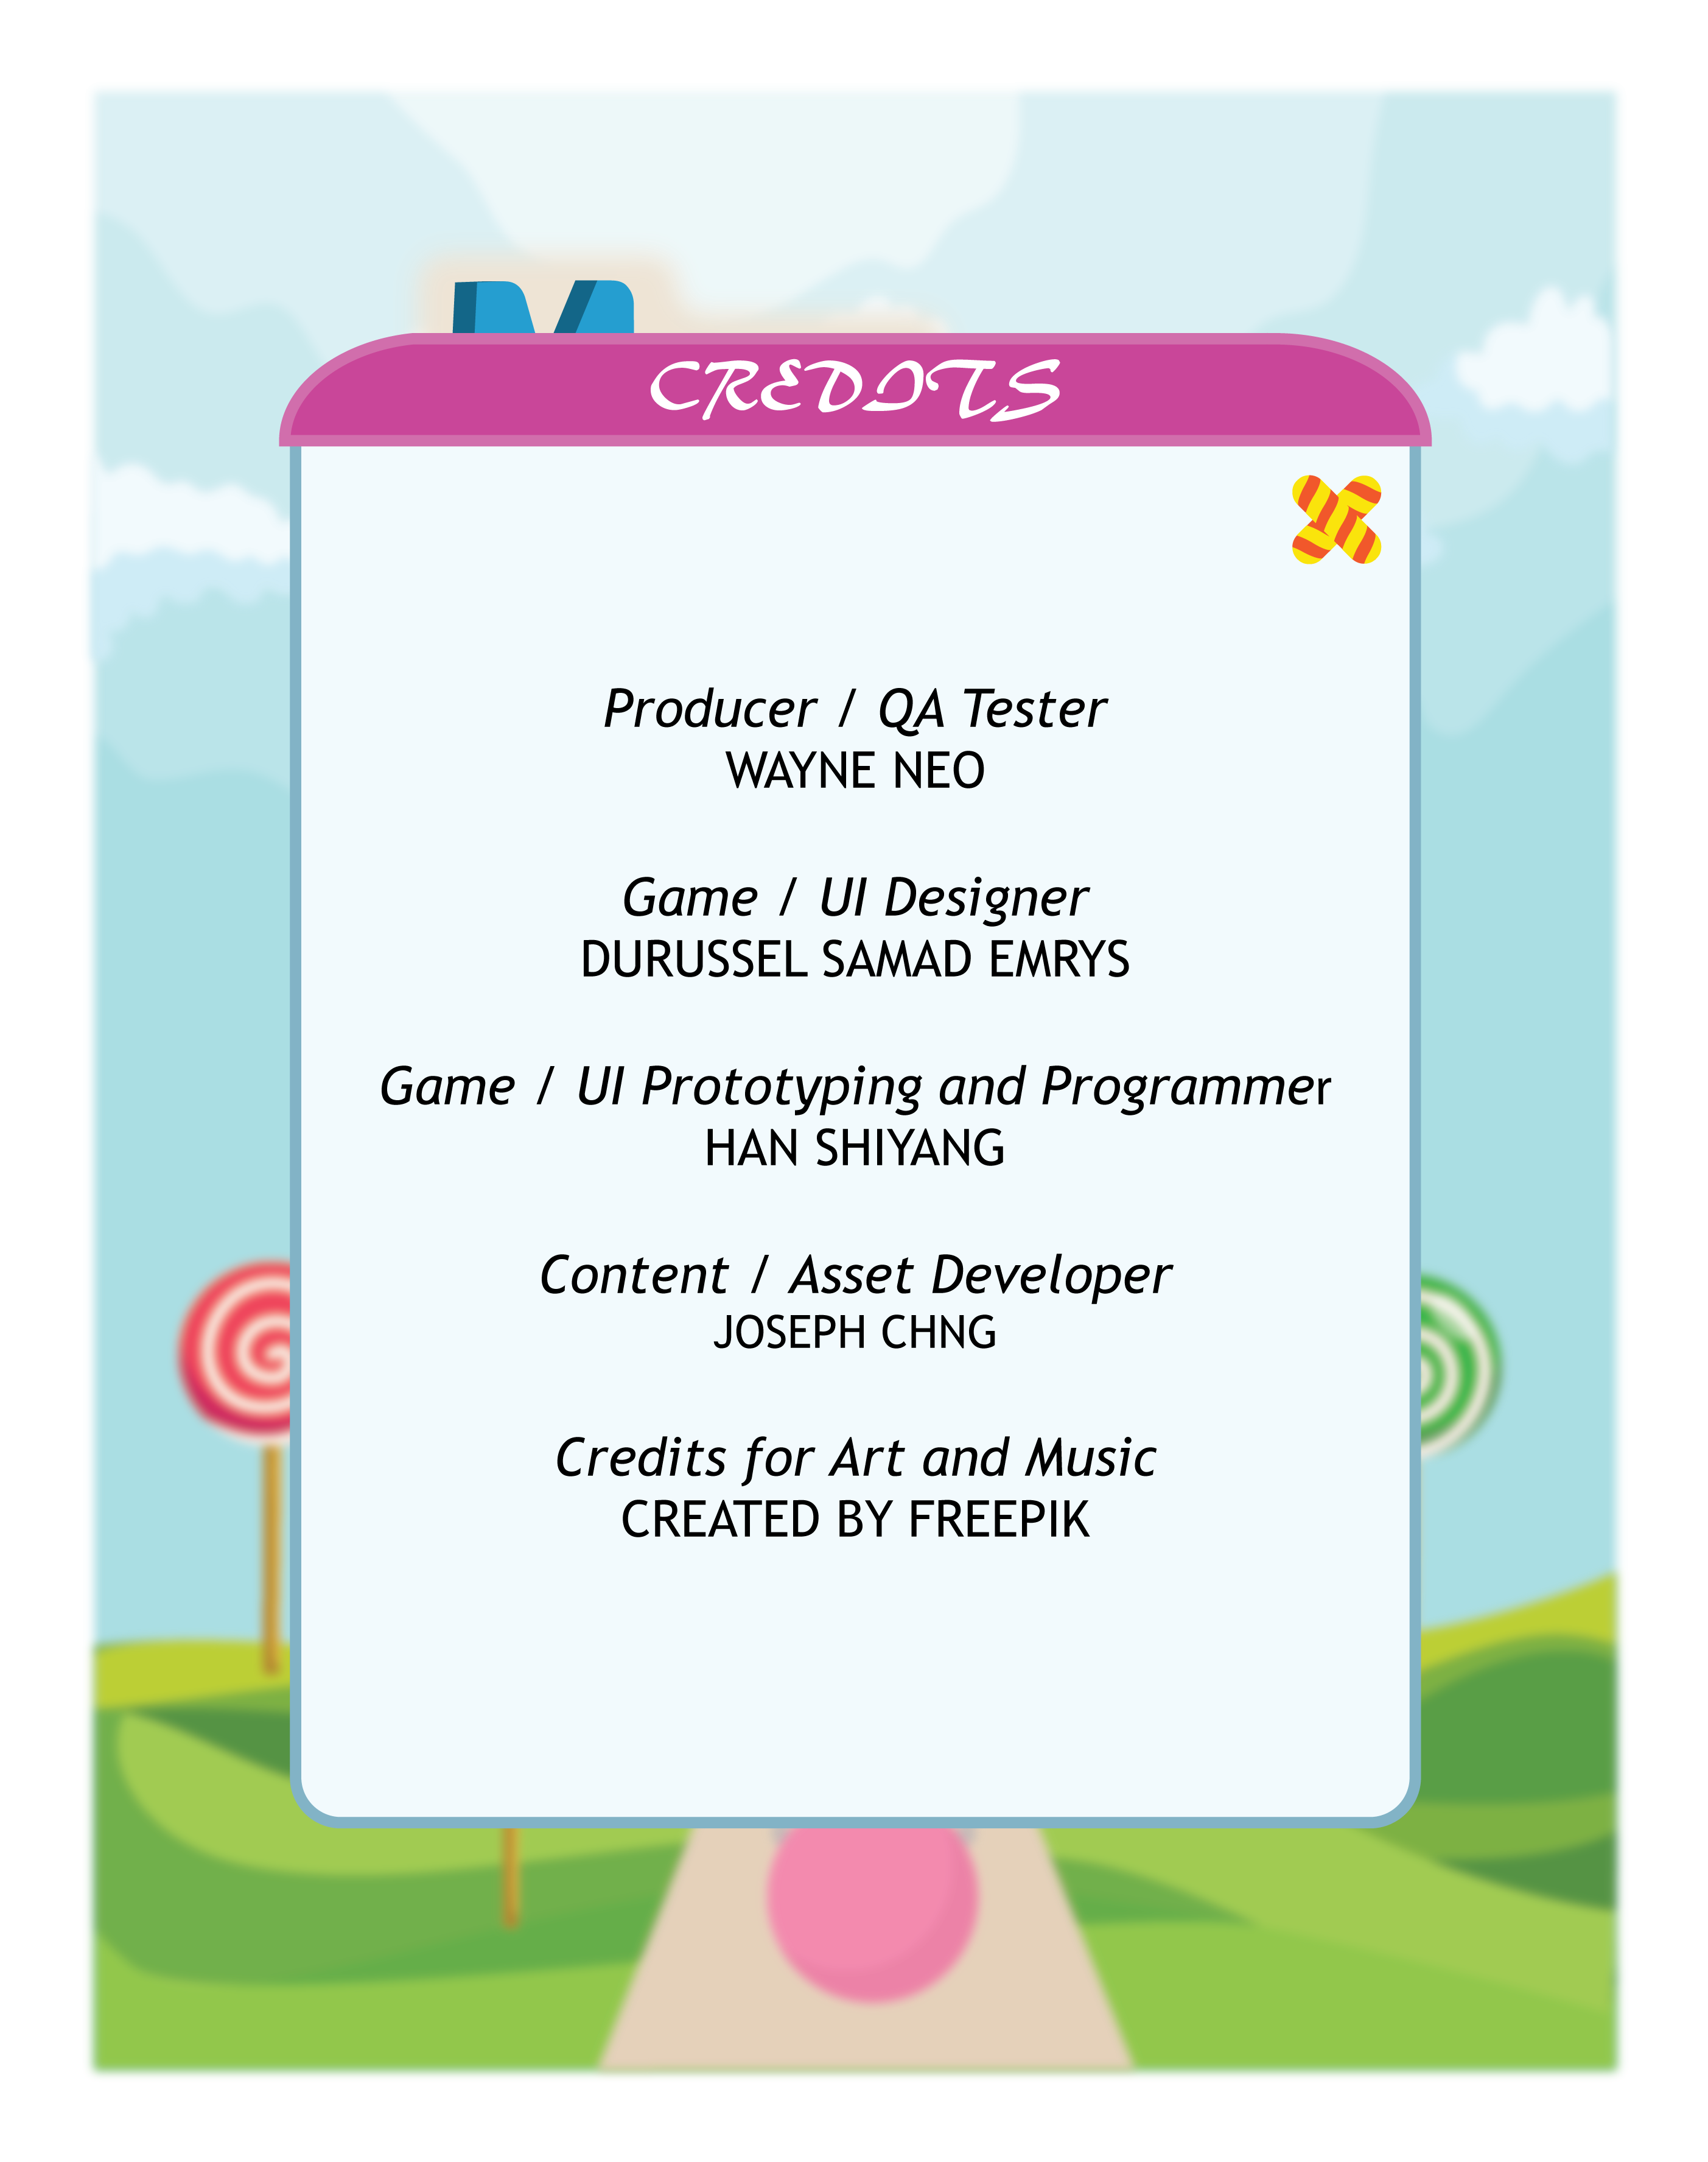 CREDITS
Producer / QA Tester
WAYNE NEO
Game / UI Designer
DURUSSEL SAMAD EMRYS
Game / UI Prototyping and Programmer
HAN SHIYANG
Content / Asset Developer
JOSEPH CHNG
Credits for Art and Music
CREATED BY FREEPIK